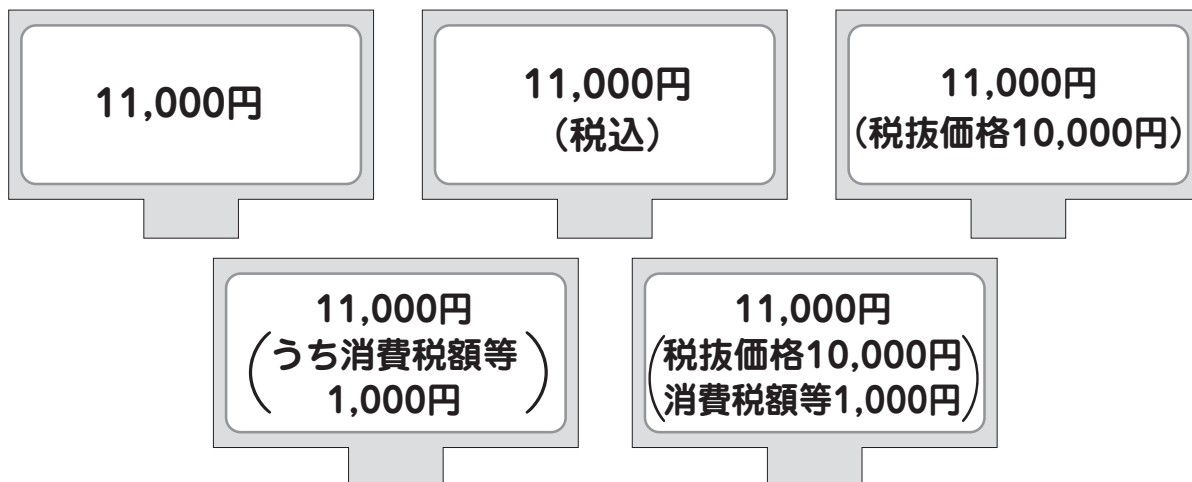 11,000円
11,000円
（税込）
11,000円
（税抜価格10,000円）
11,000円
（うち消費税額等
1,000円）
11,000円
（税抜価格10,000円
消費税額等1,000円）